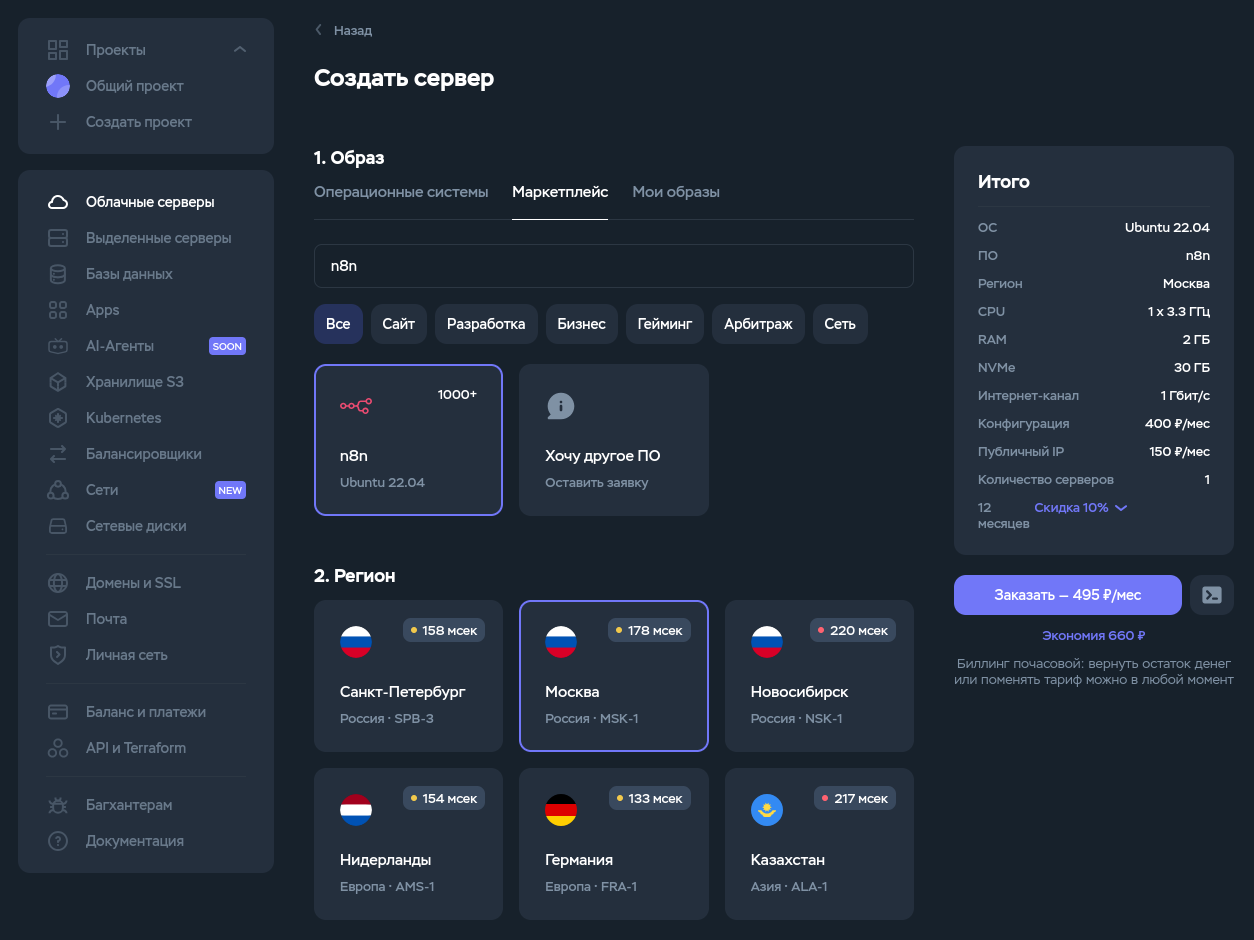 Проекты
Общий проект
Создать проект
Облачные серверы
Выделенные серверы
Базы данных
Apps
AI-Агенты SOON
Хранилище S3
Kubernetes
Балансировщики
Сети NEW
Сетевые диски
Домены и SSL
Почта
Личная сеть
Баланс и платежи
API и Terraform
Багхантерам
Документация
Назад
Создать сервер
1. Образ
Операционные системы Маркетплейс Мои образы
n8n
Все Сайт Разработка Бизнес Гейминг Арбитраж Сеть
1000+
n8n
Ubuntu 22.04
Хочу другое ПО
Оставить заявку
2. Регион
158 мсек
Санкт-Петербург
Россия · SPB-3
178 мсек
Москва
Россия · MSK-1
220 мсек
Новосибирск
Россия · NSK-1
154 мсек
Нидерланды
Европа · AMS-1
133 мсек
Германия
Европа · FRA-1
217 мсек
Казахстан
Азия · ALA-1
Итого
ОС Ubuntu 22.04
ПО n8n
Регион Москва
CPU 1 x 3.3 ГГц
RAM 2 ГБ
NVMe 30 ГБ
Интернет-канал 1 Гбит/с
Конфигурация 400 ₽/мес
Публичный IP 150 ₽/мес
Количество серверов 1
12 Скидка 10%
месяцев
Заказать — 495 ₽/мес
Экономия 660 ₽
Биллинг почасовой: вернуть остаток денег
или поменять тариф можно в любой момент